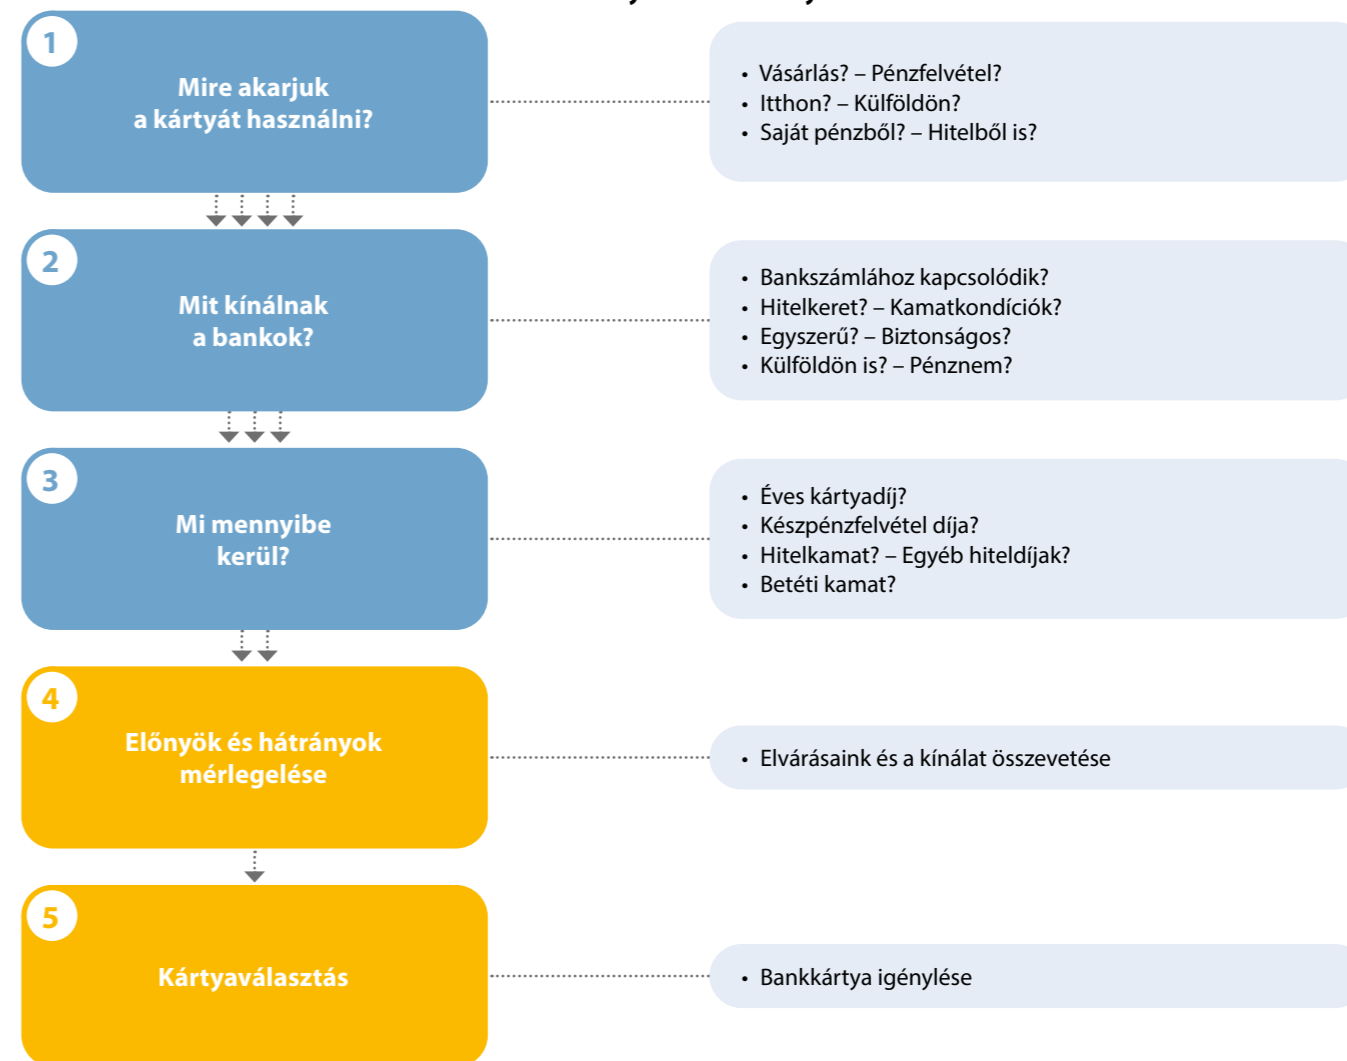 1
Mire akarjuk
a kártyát használni?
• Vásárlás? – Pénzfelvétel?
• Itthon? – Külföldön?
• Saját pénzből? – Hitelből is?
2
Mit kínálnak
a bankok?
• Bankszámlához kapcsolódik?
• Hitelkeret? – Kamatkondíciók?
• Egyszerű? – Biztonságos?
• Külföldön is? – Pénznem?
3
Mi mennyibe
kerül?
• Éves kártyadíj?
• Készpénzfelvétel díja?
• Hitelkamat? – Egyéb hiteldíjak?
• Betéti kamat?
4
Előnyök és hátrányok
mérlegelése
• Elvárásaink és a kínálat összevetése
5
Kártyaválasztás
• Bankkártya igénylése